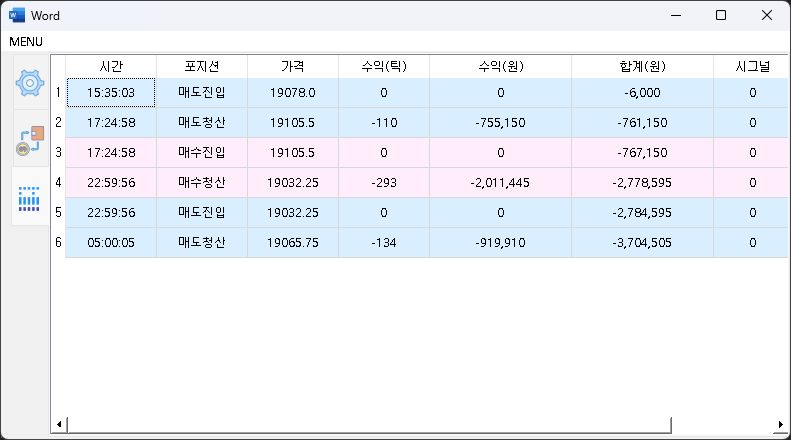 Word
MENU
시간 포지션 가격 수익(틱) 수익(원) 합계(원) 시그널
1 15:35:03 매도진입 19078.0 0 0 -6,000 0
2 17:24:58 매도청산 19105.5 -110 -755,150 -761,150 0
3 17:24:58 매수진입 19105.5 0 0 -767,150 0
4 22:59:56 매수청산 19032.25 -293 -2,011,445 -2,778,595 0
5 22:59:56 매도진입 19032.25 0 0 -2,784,595 0
6 05:00:05 매도청산 19065.75 -134 -919,910 -3,704,505 0